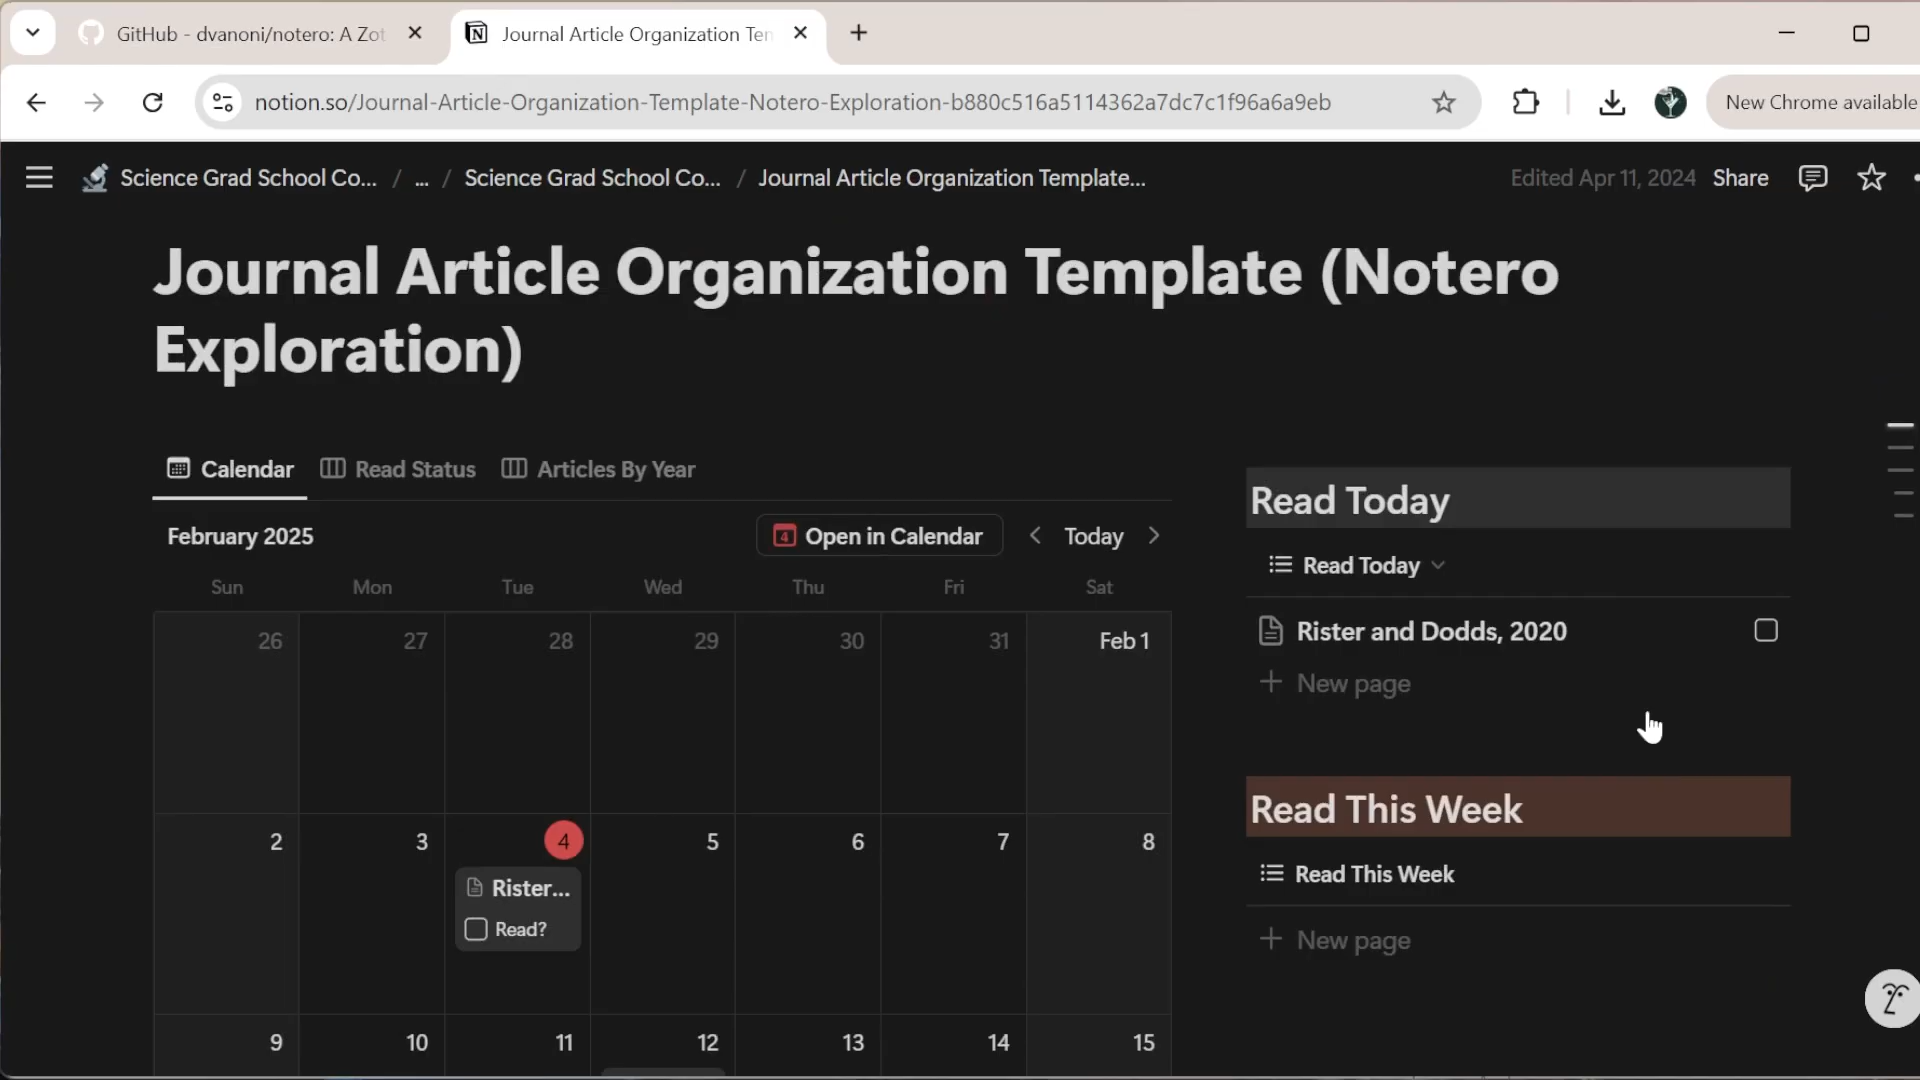 GitHub - dvanoni/notero: A Zot
Journal Article Organization Ten
notion.so/Journal-Article-Organization-Template-Notero-Exploration-b880c516a5114362a7dc7c1f96a6a9eb
New Chrome available
Science Grad School Co... / ... / Science Grad School Co... / Journal Article Organization Template...
Edited Apr 11, 2024 Share
Journal Article Organization Template (Notero
Exploration)
Calendar Read Status Articles By Year
February 2025
4 Open in Calendar Today
Sun Mon Tue Wed Thu Fri Sat
26 27 28 29 30 31 Feb 1
2 3 4 5 6 7 8
Rister...
Read?
9 10 11 12 13 14 15
Read Today
Read Today
Rister and Dodds, 2020
+ New page
Read This Week
Read This Week
+ New page